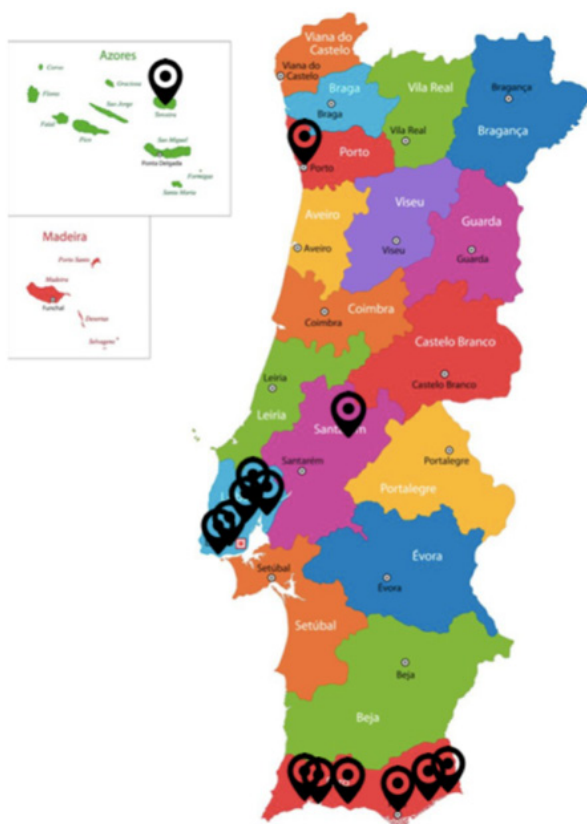 Azores
Corvo
Graciosa
Flores
Terceira
San Jorge
Faial
Pico
San Miguel
Ponta Delgada
Formigas
Santa Maria
Madeira
Porto Santo
Madeira
Funchal
Desertas
Selvagens
Viana do
Castelo
Viana do
Castelo
Braga
Braga
Vila Real
Vila Real
Bragança
Bragança
Porto
Porto
Aveiro
Aveiro
Viseu
Viseu
Guarda
Guarda
Coimbra
Coimbra
Castelo Branco
Castelo Branco
Leiria
Leiria
Santarém
Santarém
Portalegre
Portalegre
Setúbal
Setúbal
Évora
Évora
Beja
Beja